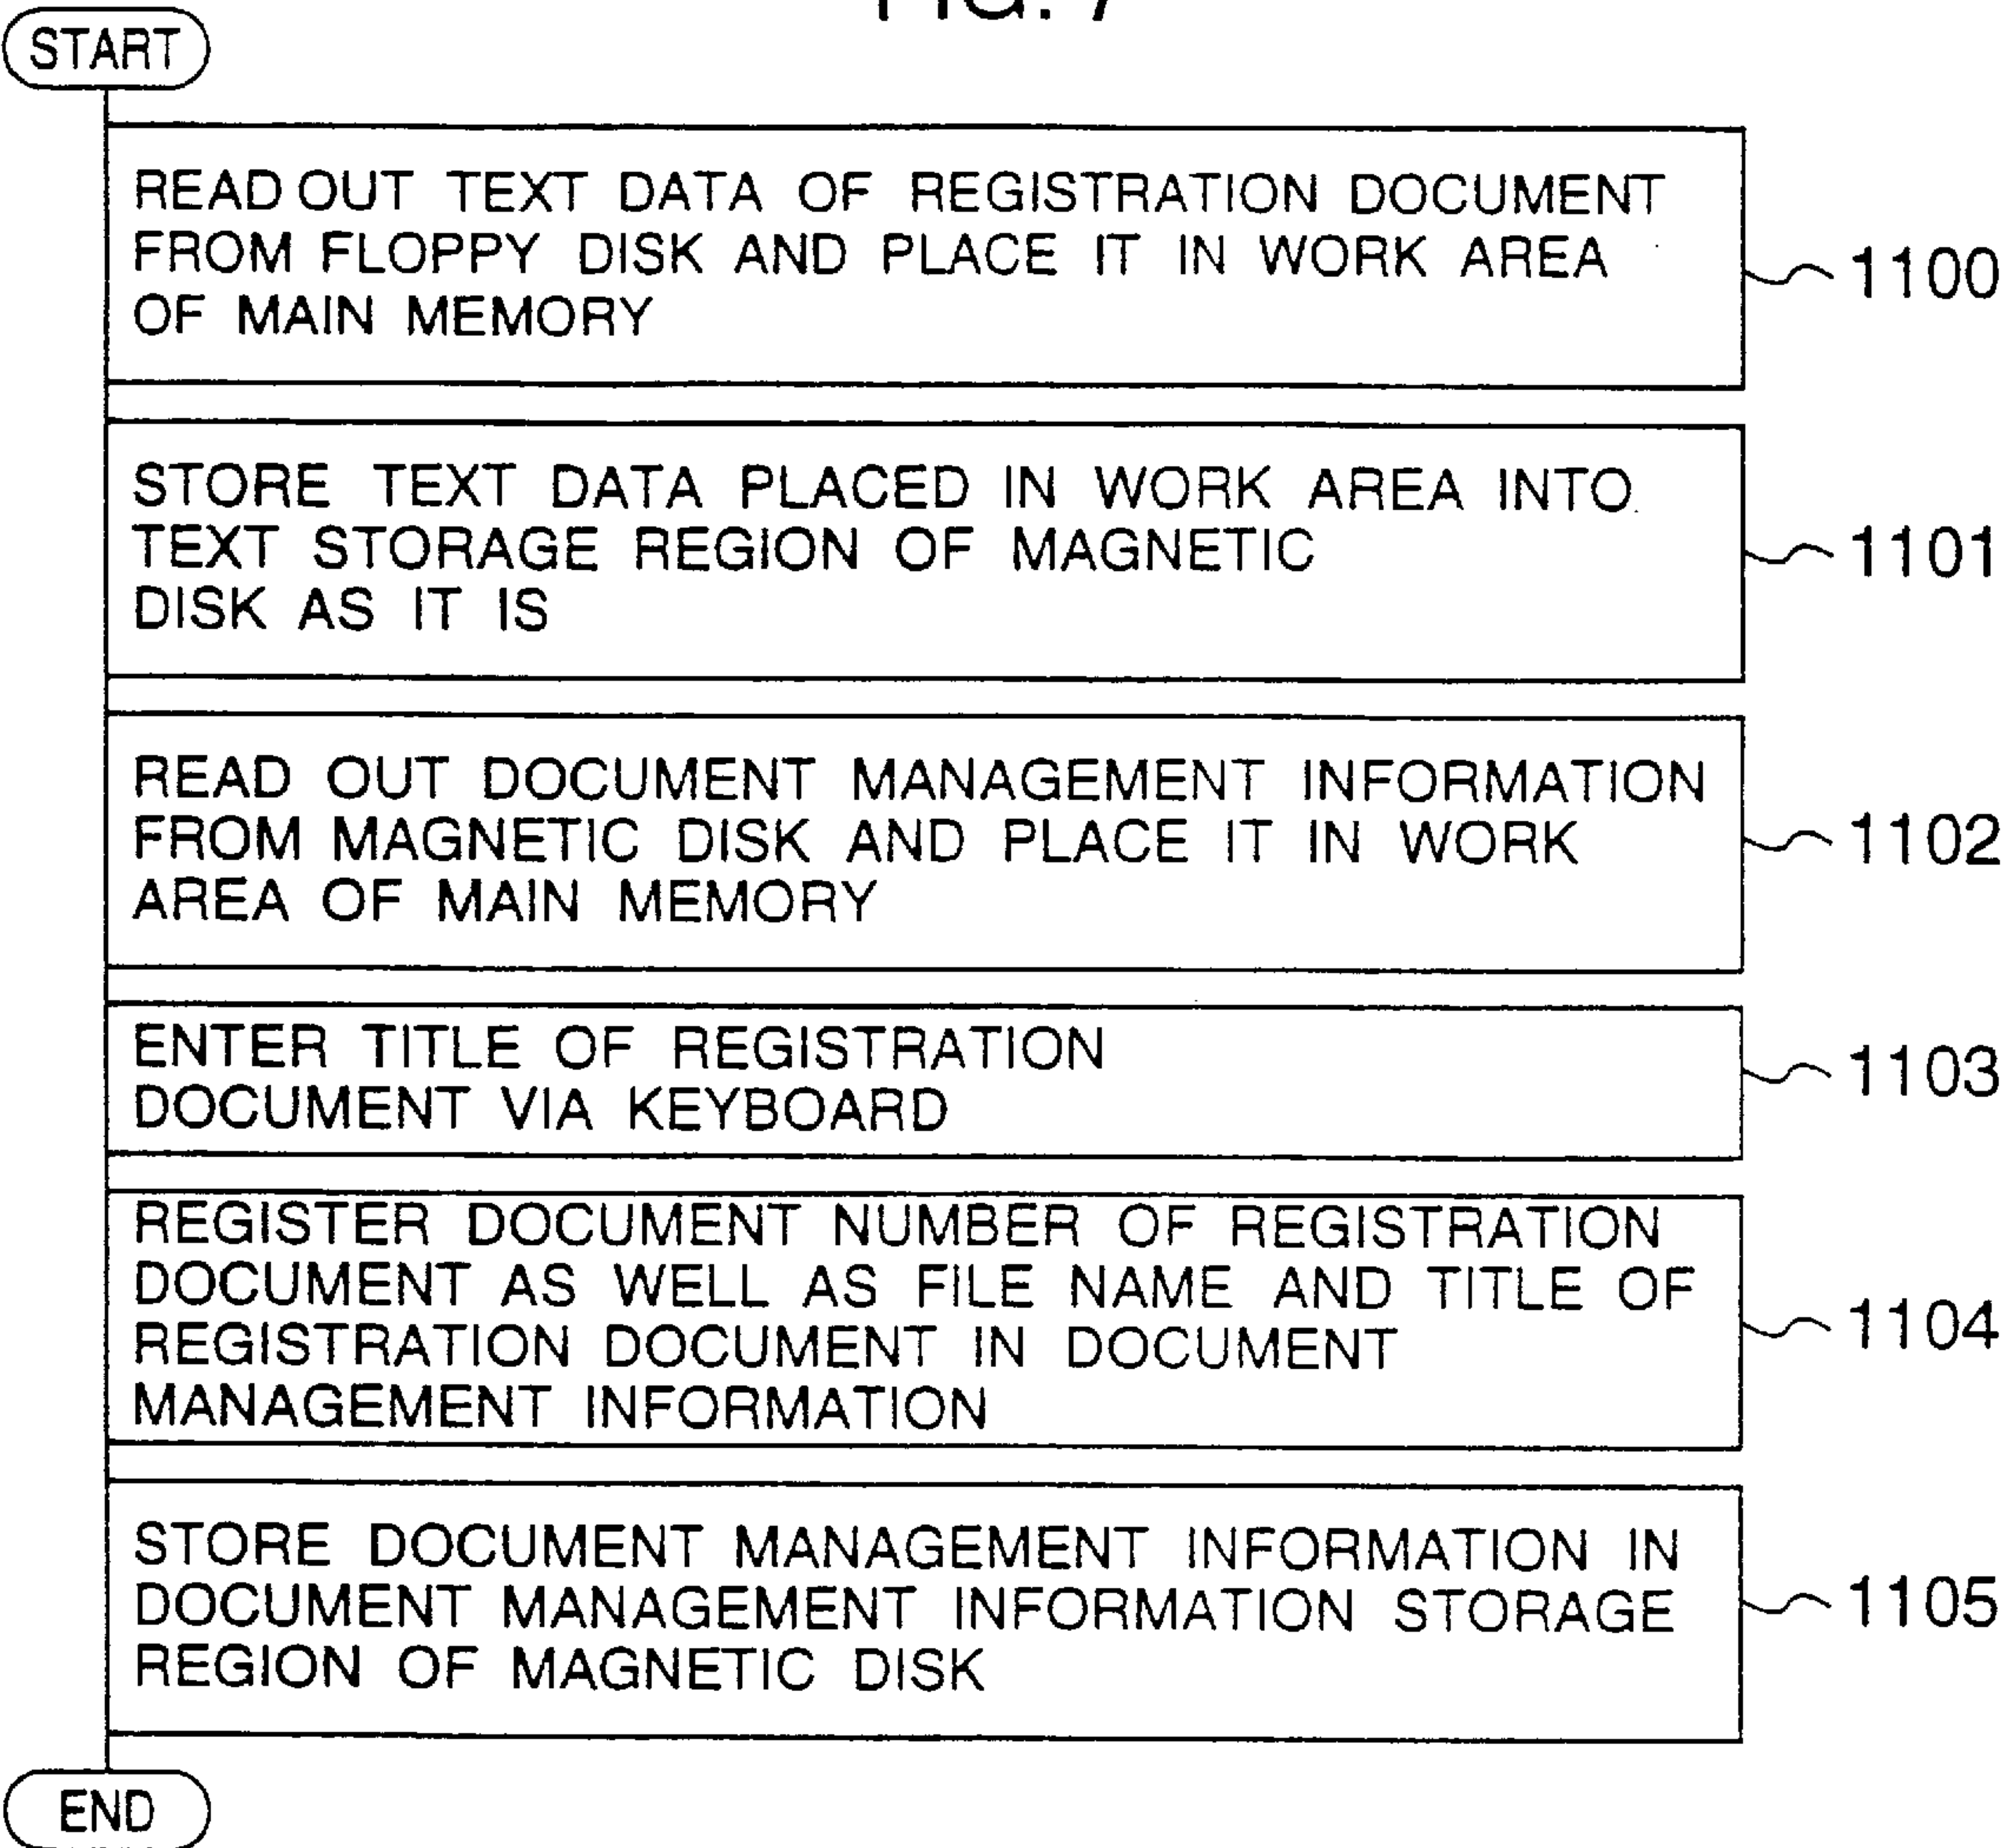 FIG. 7
START
READ OUT TEXT DATA OF REGISTRATION DOCUMENT
FROM FLOPPY DISK AND PLACE IT IN WORK AREA
OF MAIN MEMORY
1100
STORE TEXT DATA PLACED IN WORK AREA INTO
TEXT STORAGE REGION OF MAGNETIC
DISK AS IT IS
1101
READ OUT DOCUMENT MANAGEMENT INFORMATION
FROM MAGNETIC DISK AND PLACE IT IN WORK
AREA OF MAIN MEMORY
1102
ENTER TITLE OF REGISTRATION
DOCUMENT VIA KEYBOARD
1103
REGISTER DOCUMENT NUMBER OF REGISTRATION
DOCUMENT AS WELL AS FILE NAME AND TITLE OF
REGISTRATION DOCUMENT IN DOCUMENT
MANAGEMENT INFORMATION
1104
STORE DOCUMENT MANAGEMENT INFORMATION IN
DOCUMENT MANAGEMENT INFORMATION STORAGE
REGION OF MAGNETIC DISK
1105
END